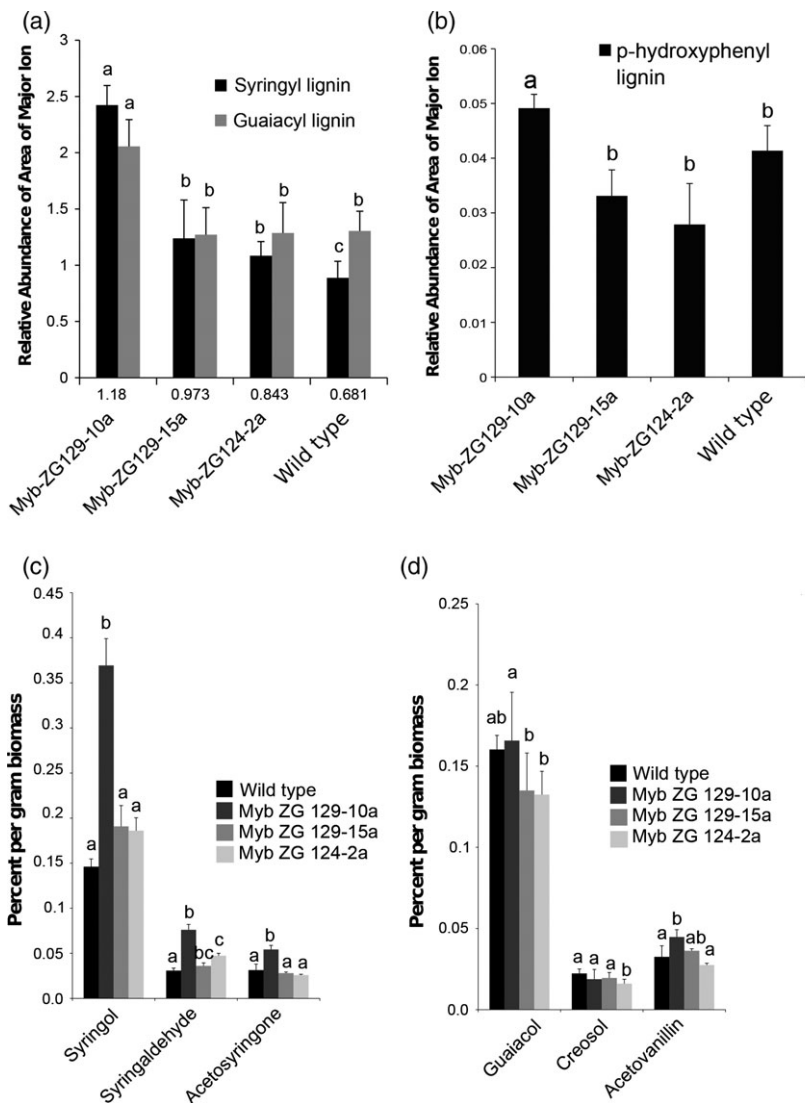 (a)
3
2.5
2
1.5
1
0.5
0
Relative Abundance of Area of Major Ion
a
a
b
b
b
b
c
b
Syringyl lignin
Guaiacyl lignin
1.18
0.973
0.843
0.681
Myb-ZG129-10a
Myb-ZG129-15a
Myb-ZG124-2a
Wild type
(b)
0.06
0.05
0.04
0.03
0.02
0.01
0.00
Relative Abundance of Area of Major Ion
a
b
b
b
p-hydroxyphenyl
lignin
Myb-ZG129-10a
Myb-ZG129-15a
Myb-ZG124-2a
Wild type
(c)
0.45
0.4
0.35
0.3
0.25
0.2
0.15
0.1
0.05
0.00
Percent per gram biomass
a
b
a
a
a
b
bc
c
a
b
a
a
Wild type
Myb ZG 129-10a
Myb ZG 129-15a
Myb ZG 124-2a
Syringol
Syringaldehyde
Acetosyringone
(d)
0.25
0.2
0.15
0.1
0.05
0.0
Percent per gram biomass
ab
a
b
b
a
a
a
b
a
b
ab
a
Wild type
Myb ZG 129-10a
Myb ZG 129-15a
Myb ZG 124-2a
Guaiacol
Creosol
Acetovanillin